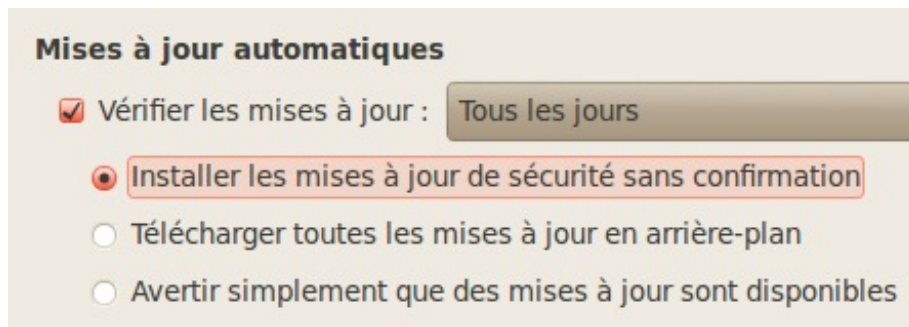 Mises à jour automatiques
Vérifier les mises à jour : Tous les jours
Installer les mises à jour de sécurité sans confirmation
Télécharger toutes les mises à jour en arrière-plan
Avertir simplement que des mises à jour sont disponibles